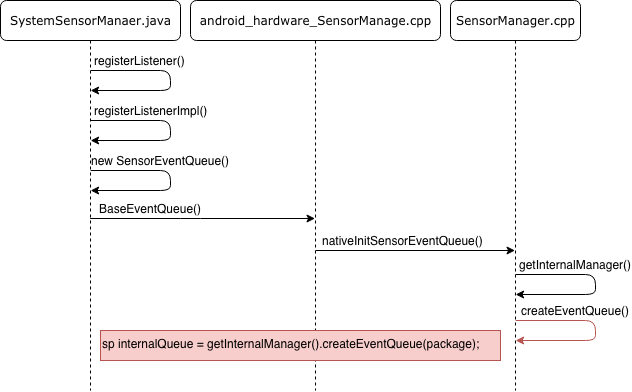 SystemSensorManaer.java
android_hardware_SensorManage.cpp
SensorManager.cpp
registerListener()
registerListenerImpl()
new SensorEventQueue()
BaseEventQueue()
nativeInitSensorEventQueue()
getInternalManager()
createEventQueue()
sp internalQueue = getInternalManager().createEventQueue(package);